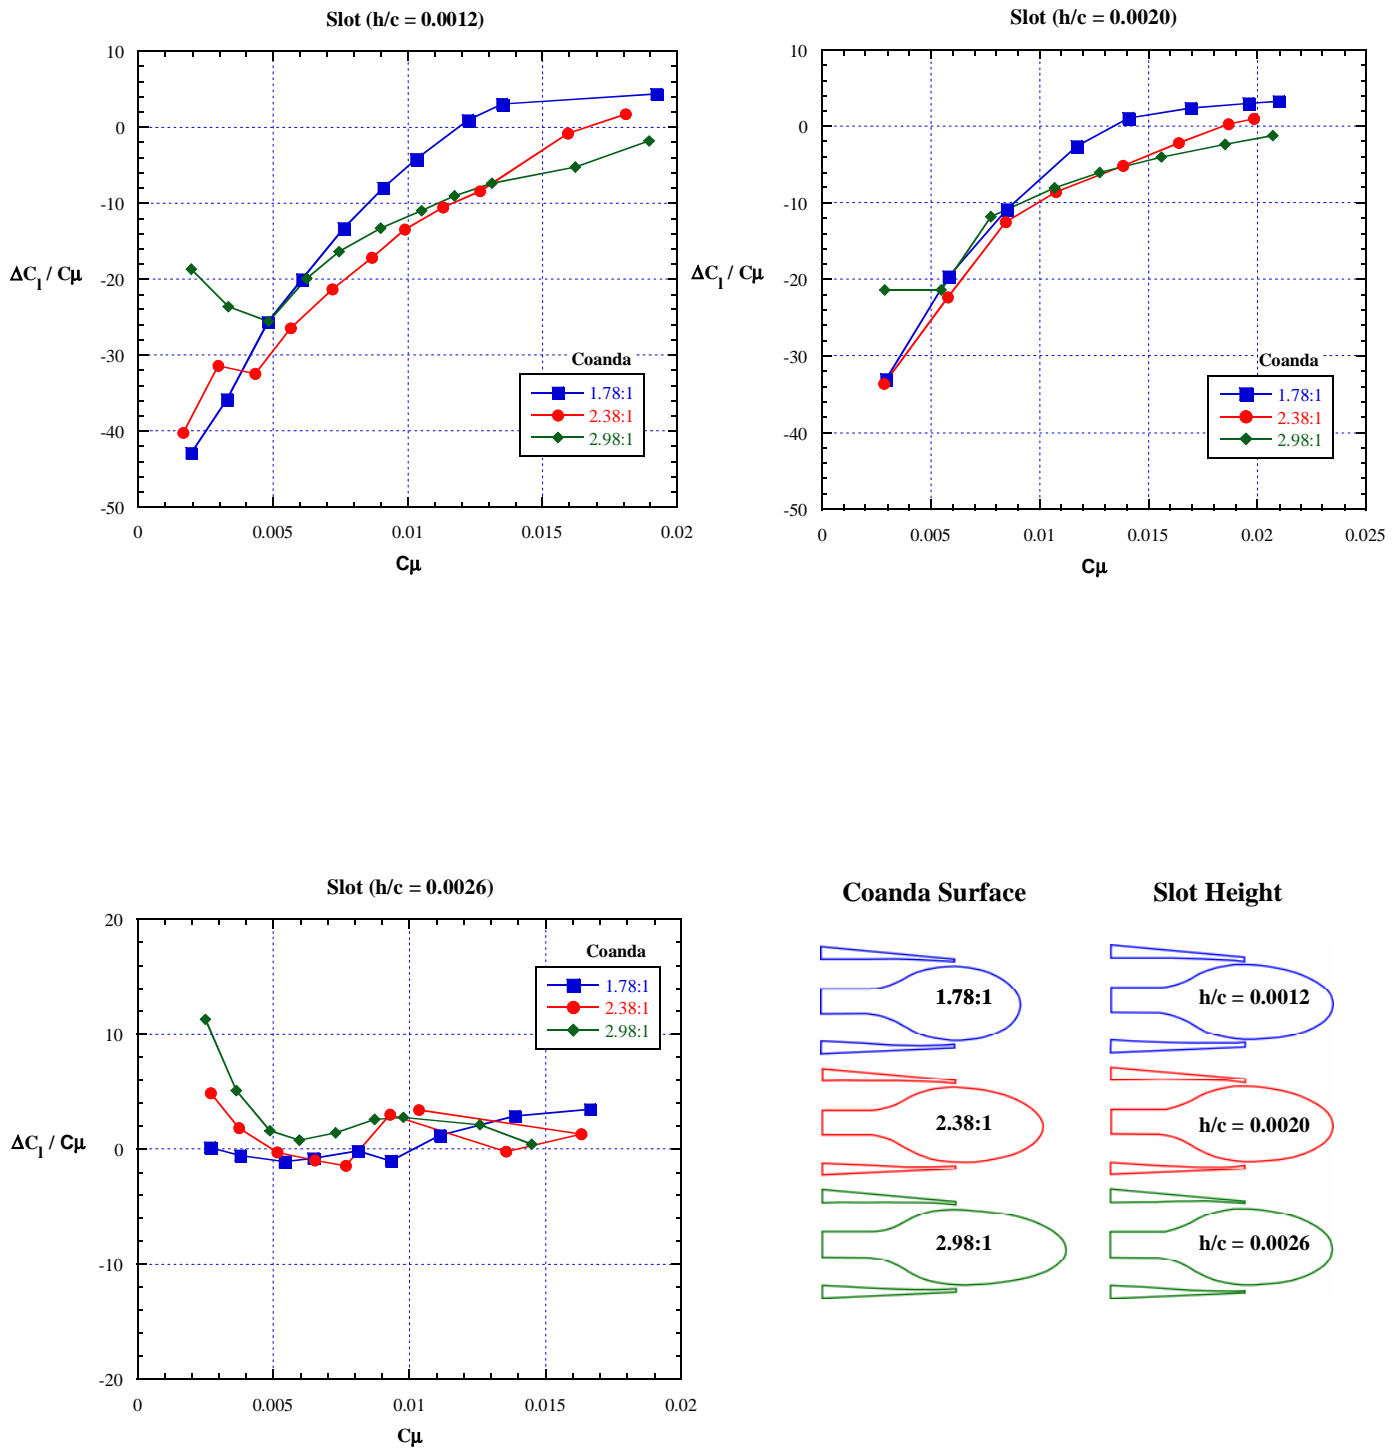 Slot (h/c = 0.0012)
10
0
-10
-20
-30
-40
-50
ΔCl / Cμ
Coanda
1.78:1
2.38:1
2.98:1
0 0.005 0.01 0.015 0.02
Cμ
Slot (h/c = 0.0020)
10
0
-10
-20
-30
-40
-50
ΔCl / Cμ
Coanda
1.78:1
2.38:1
2.98:1
0 0.005 0.01 0.015 0.02 0.025
Cμ
Slot (h/c = 0.0026)
20
10
0
-10
-20
ΔCl / Cμ
Coanda
1.78:1
2.38:1
2.98:1
0 0.005 0.01 0.015 0.02
Cμ
Coanda Surface Slot Height
1.78:1 h/c = 0.0012
2.38:1 h/c = 0.0020
2.98:1 h/c = 0.0026